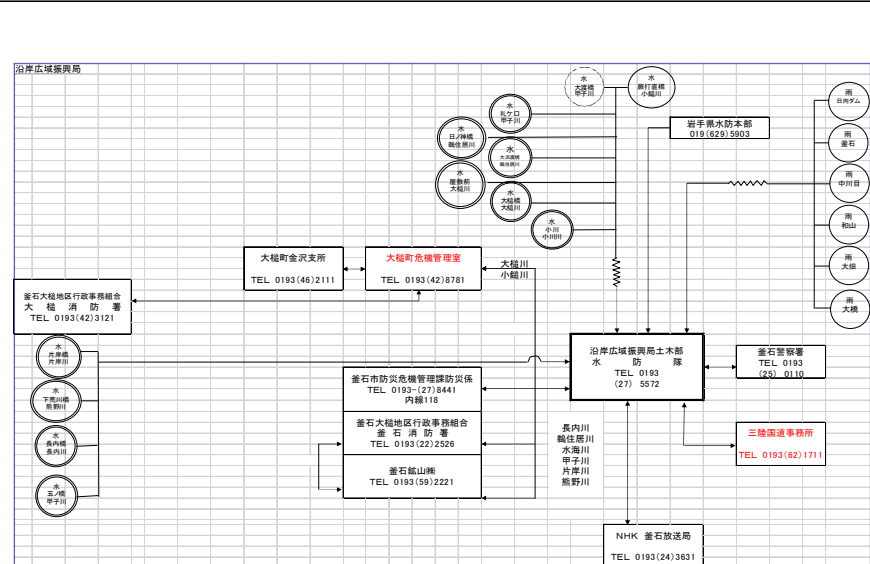 沿岸広域振興局
水
大渡橋
甲子川
水
蕨打直橋
小鎚川
水
礼ケ口
甲子川
水
日ノ神橋
鵜住居川
水
大浜渡橋
鵜住居川
水
屋敷前
大槌川
水
大槌橋
大槌川
水
小川
小川川
岩手県水防本部
019(629)5903
雨
日向ダム
雨
釜石
雨
中川目
雨
和山
雨
大畑
雨
大橋
大槌町金沢支所
TEL 0193(46)2111
大槌町危機管理室
TEL 0193(42)8781
大槌川
小鎚川
釜石大槌地区行政事務組合
大槌消防署
TEL 0193(42)3121
水
片岸橋
片岸川
水
下荒川橋
熊野川
水
長内橋
長内川
水
五ノ橋
甲子川
釜石市防災危機管理課防災係
TEL 0193-(27)8441
内線118
釜石大槌地区行政事務組合
釜石消防署
TEL 0193(22)2526
釜石鉱山㈱
TEL 0193(59)2221
沿岸広域振興局土木部
水防隊
TEL 0193
(27) 5572
釜石警察署
TEL 0193
(25) 0110
三陸国道事務所
TEL 0193(62)1711
長内川
鵜住居川
水海川
甲子川
片岸川
熊野川
NHK 釜石放送局
TEL 0193(24)3631